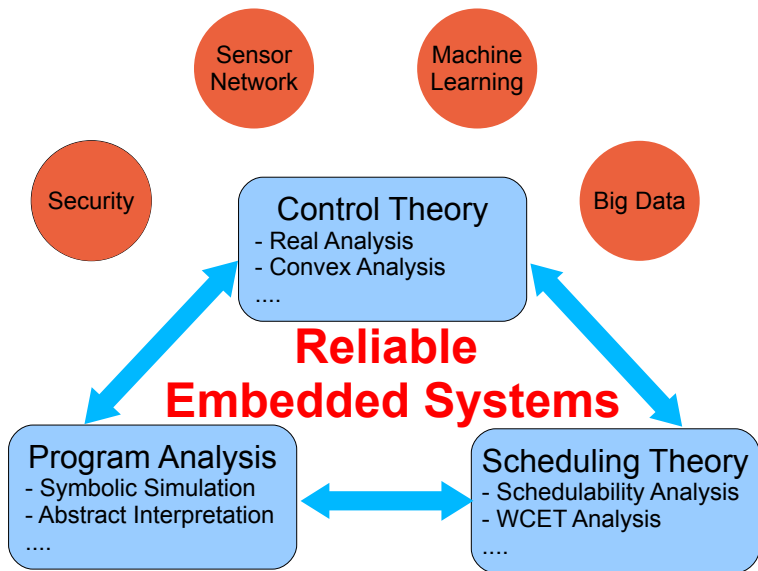 Sensor
Network
Machine
Learning
Security
Big Data
Control Theory
- Real Analysis
- Convex Analysis
....
Reliable
Embedded Systems
Program Analysis
- Symbolic Simulation
- Abstract Interpretation
....
Scheduling Theory
- Schedulability Analysis
- WCET Analysis
....